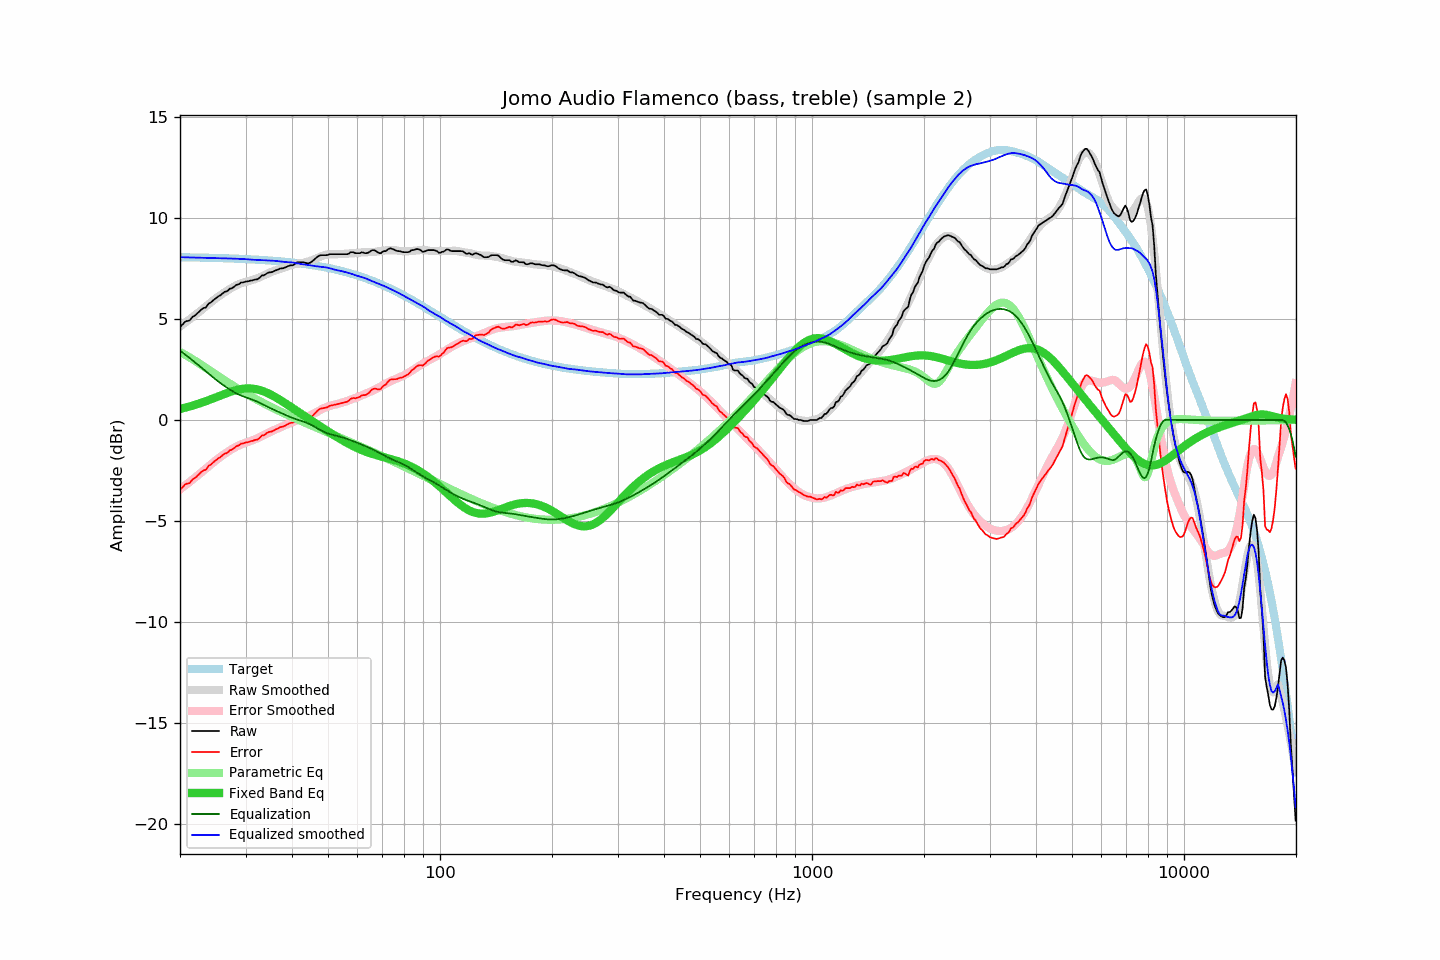 Jomo Audio Flamenco (bass, treble) (sample 2)
15
10
5
0
−5
−10
−15
−20
Amplitude (dBr)
Target
Raw Smoothed
Error Smoothed
Raw
Error
Parametric Eq
Fixed Band Eq
Equalization
Equalized smoothed
100 1000 10000
Frequency (Hz)